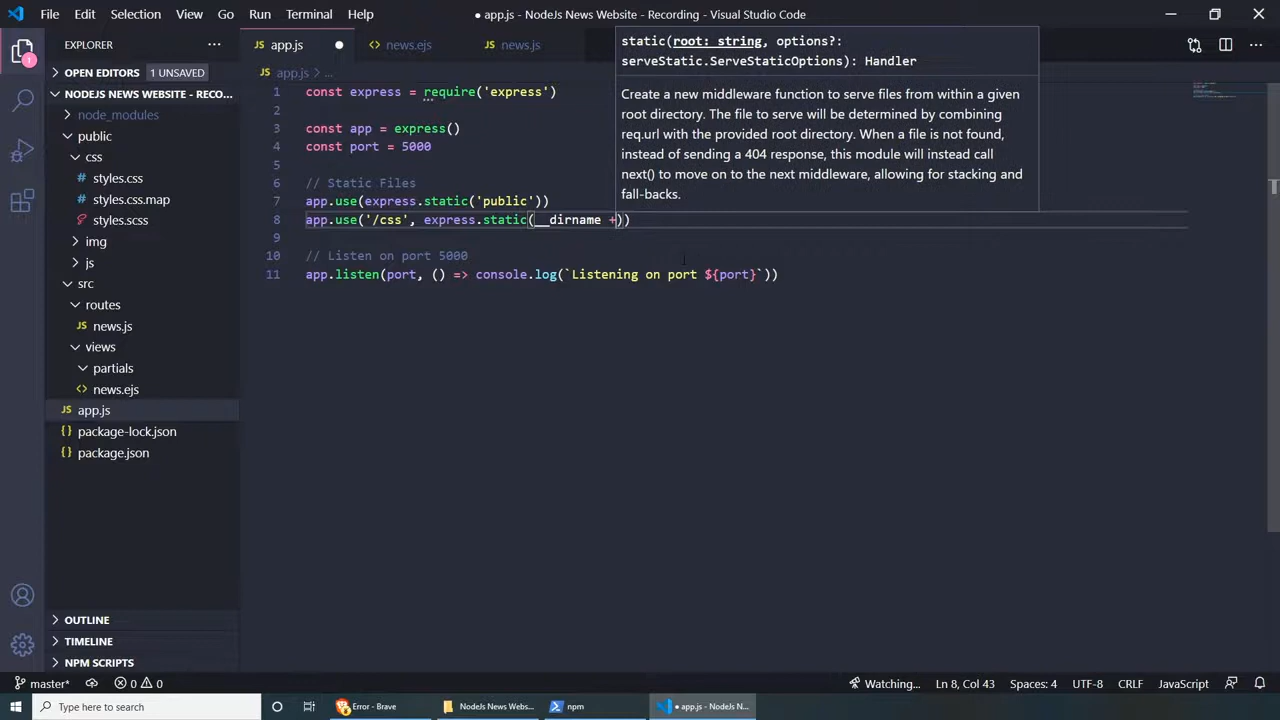 File Edit Selection View Go Run Terminal Help
● app.js - NodeJs News Website - Recording - Visual Studio Code
EXPLORER
OPEN EDITORS 1 UNSAVED
NODEJS NEWS WEBSITE - RECO...
node_modules
public
css
styles.css
styles.css.map
styles.scss
img
js
src
routes
JS news.js
views
partials
<> news.ejs
JS app.js
{} package-lock.json
{} package.json
OUTLINE
TIMELINE
NPM SCRIPTS
JS app.js ●
<> news.ejs
JS news.js
JS app.js > ...
1 const express = require('express')
2
3 const app = express()
4 const port = 5000
5
6 // Static Files
7 app.use(express.static('public'))
8 app.use('/css', express.static(__dirname +))
9
10 // Listen on port 5000
11 app.listen(port, () => console.log(`Listening on port ${port}`))
static(root: string, options?:
serveStatic.ServeStaticOptions): Handler
Create a new middleware function to serve files from within a given
root directory. The file to serve will be determined by combining
req.url with the provided root directory. When a file is not found,
instead of sending a 404 response, this module will instead call
next() to move on to the next middleware, allowing for stacking and
fall-backs.
1
master* 0 0 Watching... Ln 8, Col 43 Spaces: 4 UTF-8 CRLF JavaScript
Type here to search Error - Brave NodeJs News Webs... npm ● app.js - NodeJs N...